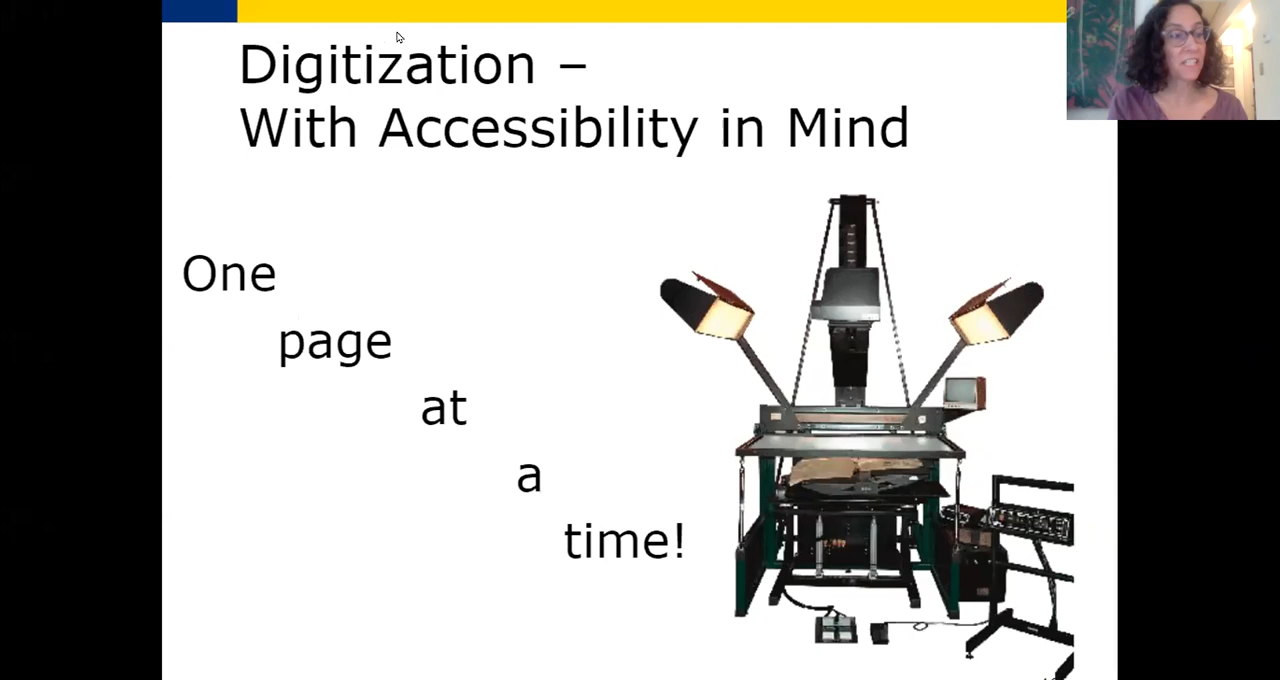 Digitization –
With Accessibility in Mind
One
page
at
a
time!